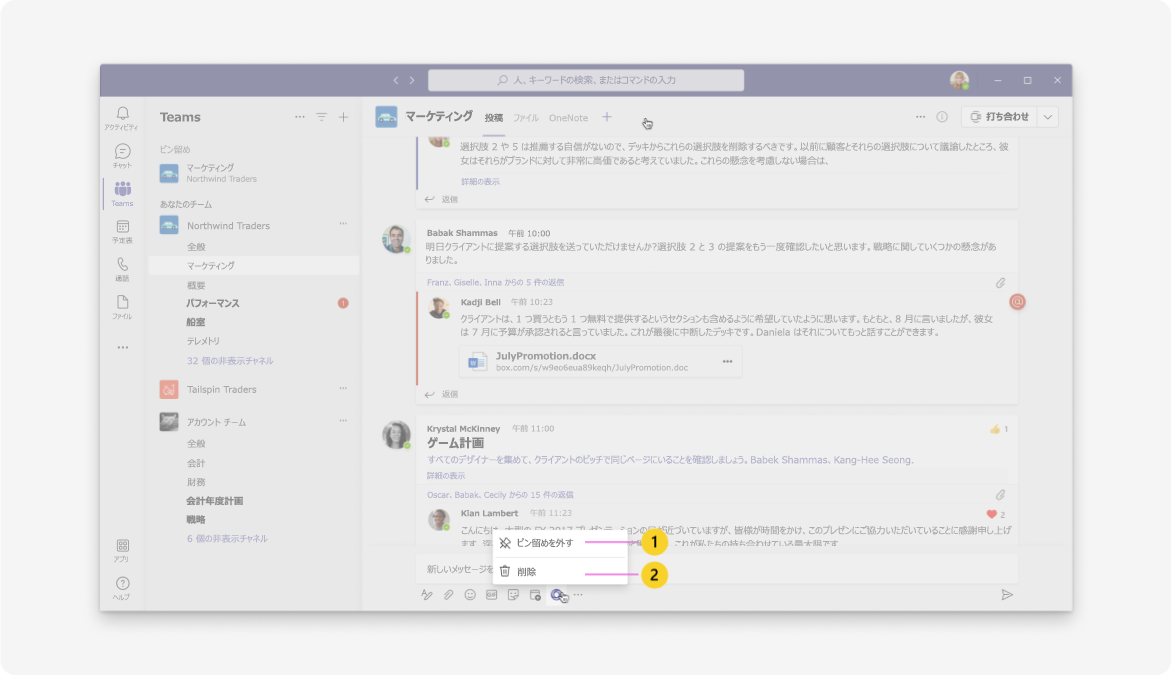 人、キーワードの検索、またはコマンドの入力
アクティビティ
チャット
Teams
予定表
通話
ファイル
アプリ
ヘルプ
Teams
ピン留め
マーケティング
Northwind Traders
あなたのチーム
Northwind Traders
全般
マーケティング
概要
パフォーマンス
船室
テレメトリ
32 個の非表示チャネル
Tailspin Traders
アカウント チーム
全般
会計
財務
会計年度計画
戦略
6 個の非表示チャネル
マーケティング 投稿 ファイル OneNote
打ち合わせ
選択肢 2 や 5 は推薦する自信がないので、デッキからこれらの選択肢を削除するべきです。以前に顧客とそれらの選択肢について議論したところ、彼
女はそれらがブランドに対して非常に高価であると考えていました。これらの懸念を考慮しない場合は、
詳細の表示
返信
Babak Shammas 午前 10:00
明日クライアントに提案する選択肢を送っていただけませんか?選択肢 2 と 3 の提案をもう一度確認したいと思います。戦略に関していくつかの懸念があ
りました。
Franz, Giselle, Inna からの 5 件の返信
Kadji Bell 午前 10:23
クライアントは、1 つ買うともう 1 つ無料で提供するというセクションも含めるように希望していたように思います。もともと、8 月に言いましたが、彼女
は 7 月に予算が承認されると言っていました。これが最後に中断したデッキです。Daniela はそれについてもっと話すことができます。
JulyPromotion.docx
box.com/s/w9eo6eua89keqh/JulyPromotion.doc
返信
Krystal McKinney 午前 11:00
1
ゲーム計画
すべてのデザイナーを集めて、クライアントのピッチで同じページにいることを確認しましょう。Babek Shammas, Kang-Hee Seong,
詳細の表示
Oscar, Babak, Cecily からの 15 件の返信
Kian Lambert 午前 11:23
2
こんにちは、
が近づいていますが、皆様が時間をかけ、このプレゼンにご協力いただいていることに感謝申し上げ
ピン留めを外す
1
新しいメッセージを
削除
2